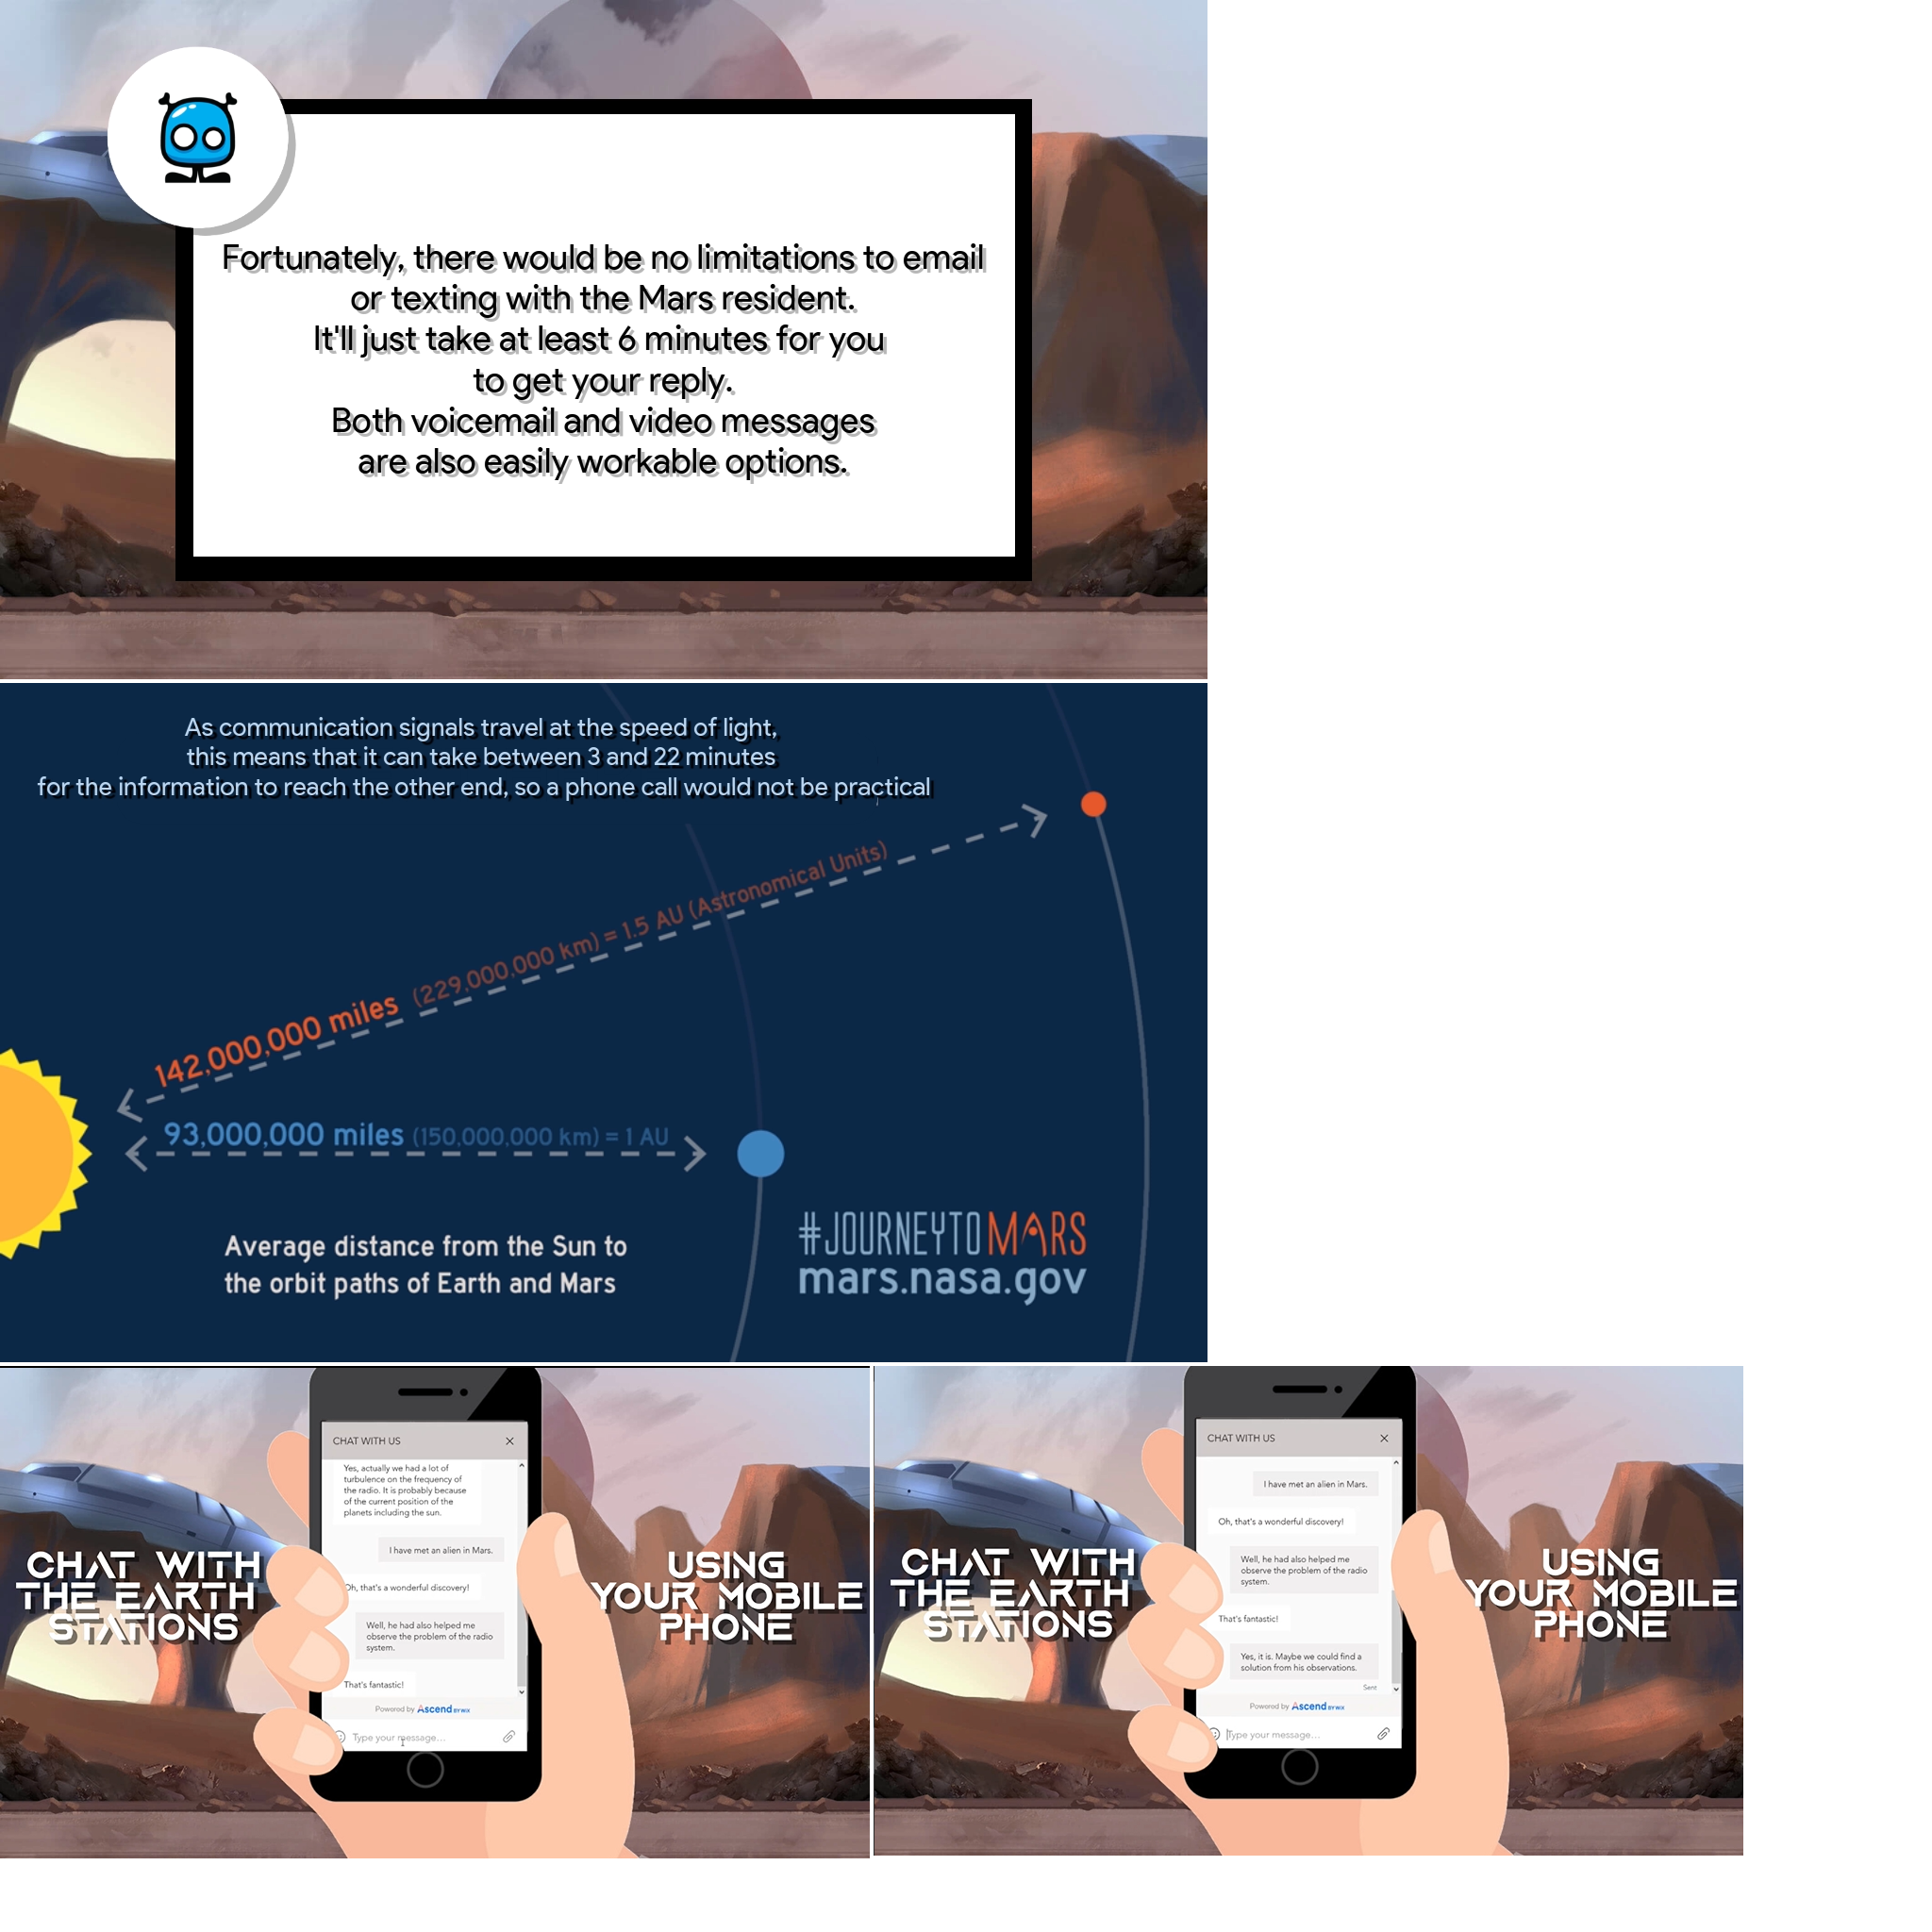 Fortunately, there would be no limitations to email
or texting with the Mars resident.
It'll just take at least 6 minutes for you
to get your reply.
Both voicemail and video messages
are also easily workable options.
As communication signals travel at the speed of light,
this means that it can take between 3 and 22 minutes
for the information to reach the other end, so a phone call would not be practical
142,000,000 miles (229,000,000 km) = 1.5 AU (Astronomical Units)
93,000,000 miles (150,000,000 km) = 1 AU
Average distance from the Sun to
the orbit paths of Earth and Mars
#JOURNEYTOMARS
mars.nasa.gov
CHAT WITH
THE EARTH
STATIONS
CHAT WITH US
Yes, actually we had a lot of
turbulence on the frequency of
the radio. It is probably because
of the current position of the
planets including the sun.
I have met an alien in Mars.
Oh, that's a wonderful discovery!
Well, he had also helped me
observe the problem of the radio
system.
That's fantastic!
Powered by Ascend BY WIX
Type your message...
USING
YOUR MOBILE
PHONE
CHAT WITH
THE EARTH
STATIONS
CHAT WITH US
I have met an alien in Mars.
Oh, that's a wonderful discovery!
Well, he had also helped me
observe the problem of the radio
system.
That's fantastic!
Yes, it is. Maybe we could find a
solution from his observations.
Sent
Powered by Ascend BY WIX
Type your message...
USING
YOUR MOBILE
PHONE